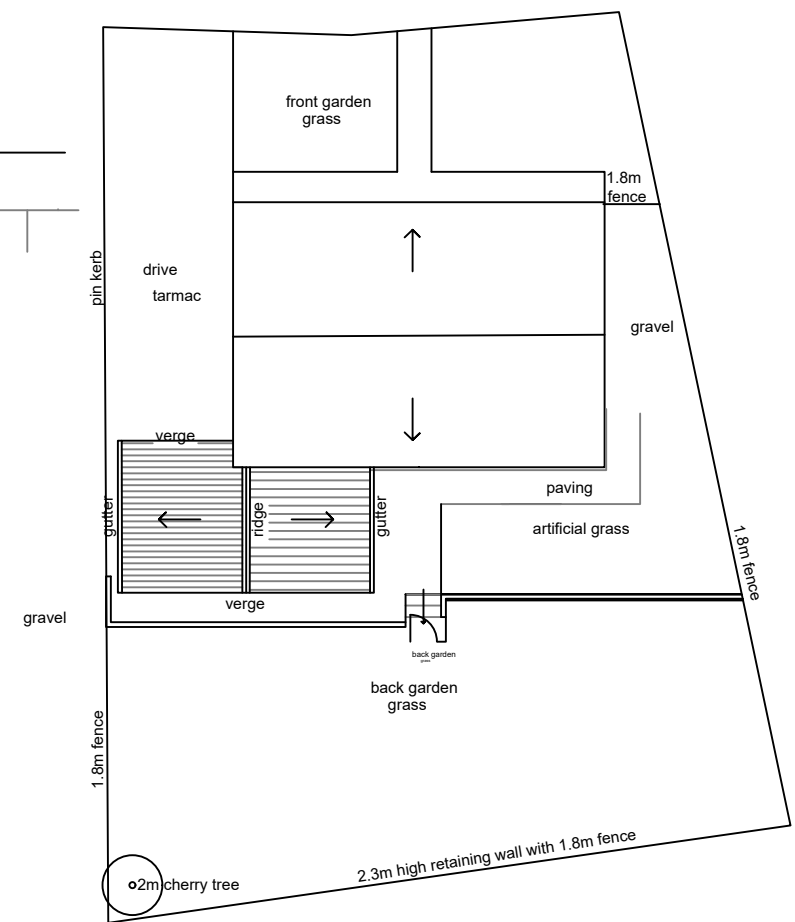 front garden
grass
1.8m
fence
pin kerb
drive
tarmac
gravel
verge
gutter
ridge
gutter
paving
artificial grass
1.8m fence
verge
gravel
back garden
back garden
grass
1.8m fence
2.3m high retaining wall with 1.8m fence
2m cherry tree